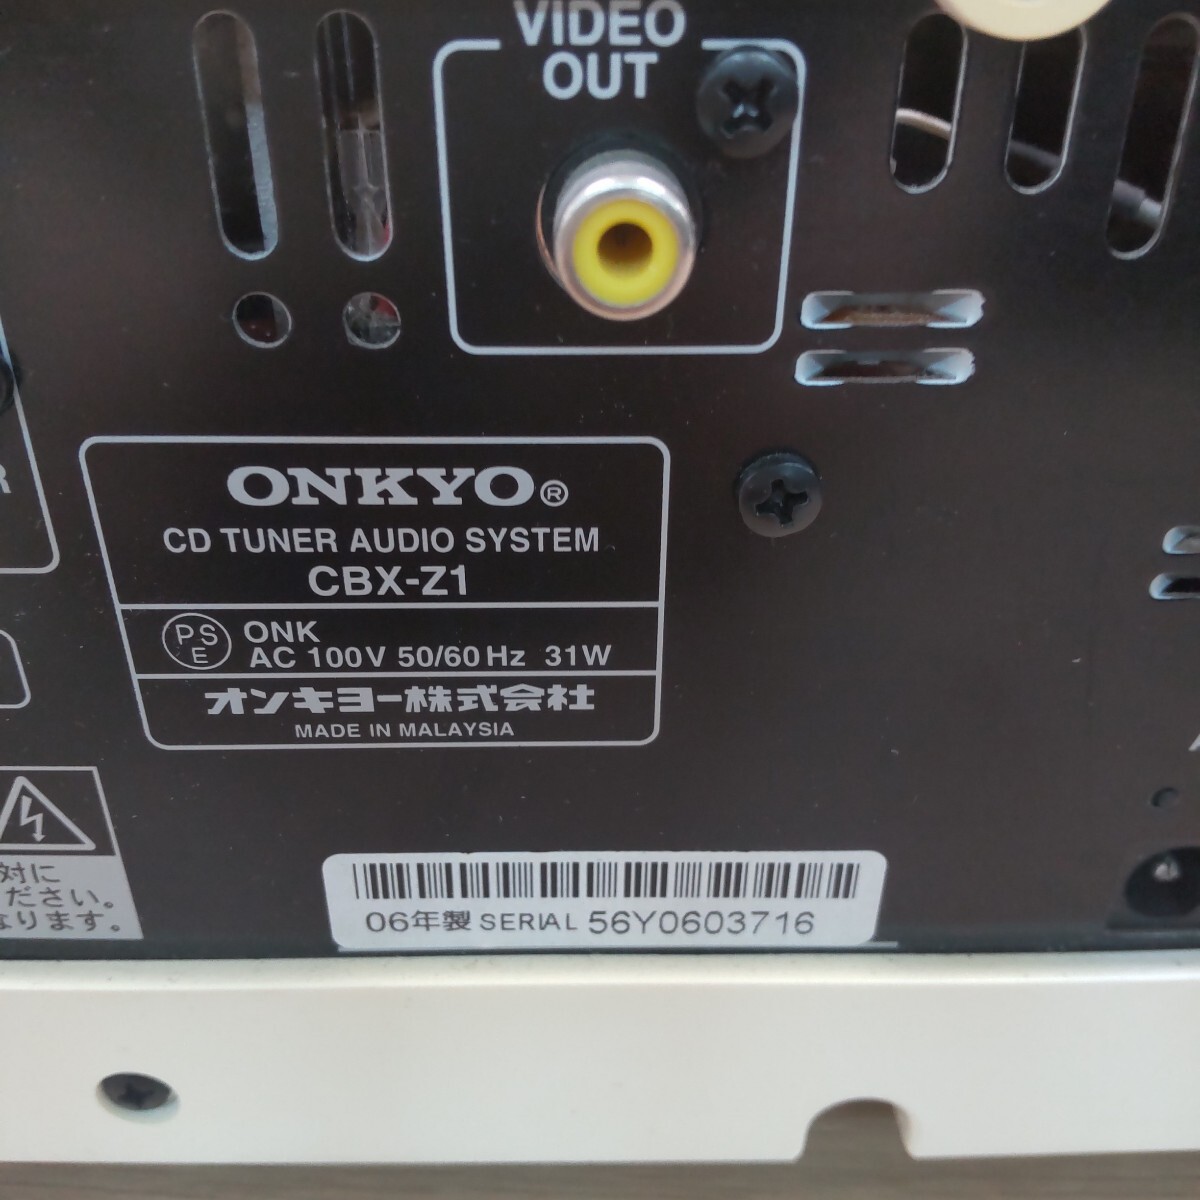 VIDEO
OUT
R
ONKYO®
CD TUNER AUDIO SYSTEM
CBX-Z1
PSE
ONK
AC 100V 50/60Hz 31W
オンキヨー株式会社
MADE IN MALAYSIA
対に
ください。
なります。
06年製 SERIAL 56Y0603716